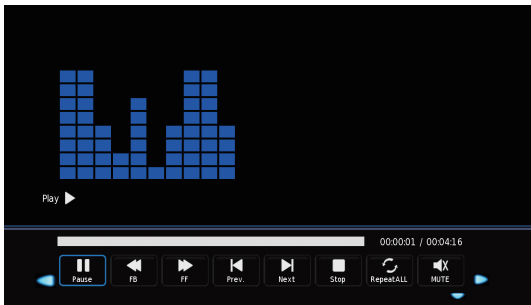 Play
00:00:01 / 00:04:16
Pause FB FF Prev. Next Stop RepeatALL MUTE